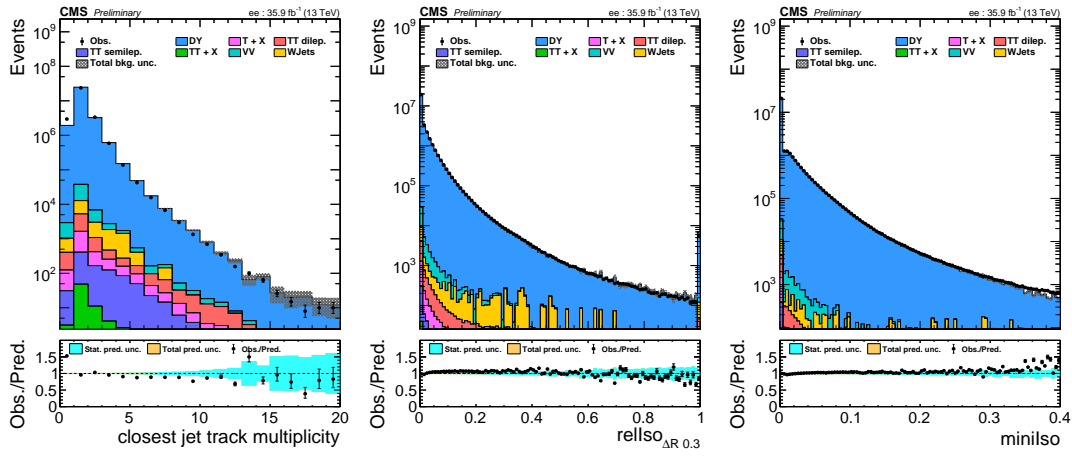 CMS Preliminary ee : 35.9 fb⁻¹ (13 TeV)
Events
10⁹
10⁸
10⁶
10⁴
10²
Obs. DY T + X TT dilep.
TT semilep. TT + X VV WJets
Total bkg. unc.
Obs./Pred.
1.5
1
0.5
0
Stat. pred. unc. Total pred. unc. Obs./Pred.
0 5 10 15 20
closest jet track multiplicity
CMS Preliminary ee : 35.9 fb⁻¹ (13 TeV)
Events
10⁹
10⁷
10⁵
10³
Obs. DY T + X TT dilep.
TT semilep. TT + X VV WJets
Total bkg. unc.
Obs./Pred.
1.5
1
0.5
0
Stat. pred. unc. Total pred. unc. Obs./Pred.
0 0.2 0.4 0.6 0.8 1
relIso ΔR 0.3
CMS Preliminary ee : 35.9 fb⁻¹ (13 TeV)
Events
10⁹
10⁷
10⁵
10³
Obs. DY T + X TT dilep.
TT semilep. TT + X VV WJets
Total bkg. unc.
Obs./Pred.
1.5
1
0.5
0
Stat. pred. unc. Total pred. unc. Obs./Pred.
0 0.1 0.2 0.3 0.4
miniIso